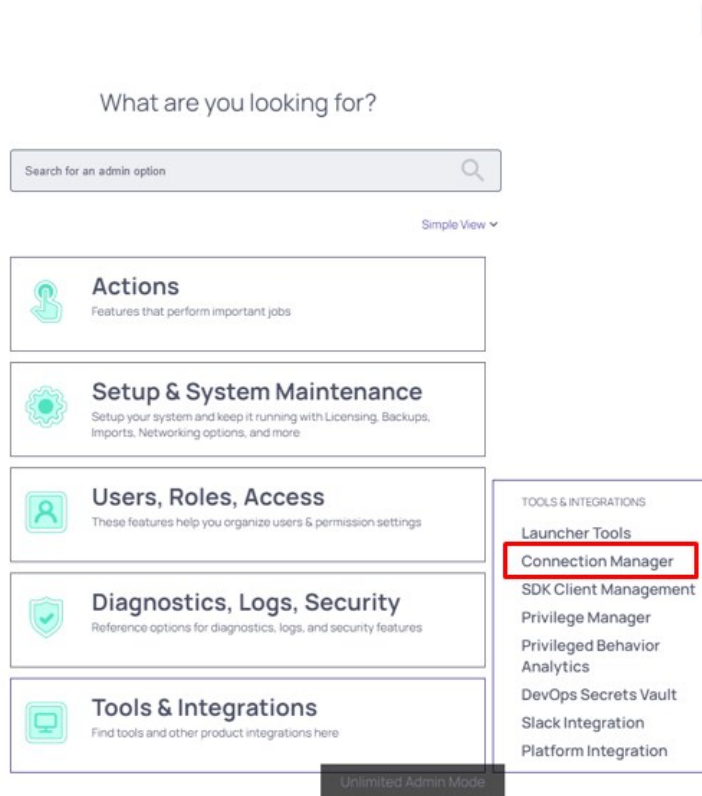 What are you looking for?
Search for an admin option
Simple View
Actions
Features that perform important jobs
Setup & System Maintenance
Setup your system and keep it running with Licensing, Backups,
Imports, Networking options, and more
Users, Roles, Access
These features help you organize users & permission settings
Diagnostics, Logs, Security
Reference options for diagnostics, logs, and security features
Tools & Integrations
Find tools and other product integrations here
TOOLS & INTEGRATIONS
Launcher Tools
Connection Manager
SDK Client Management
Privilege Manager
Privileged Behavior
Analytics
DevOps Secrets Vault
Slack Integration
Platform Integration
Unlimited Admin Mode